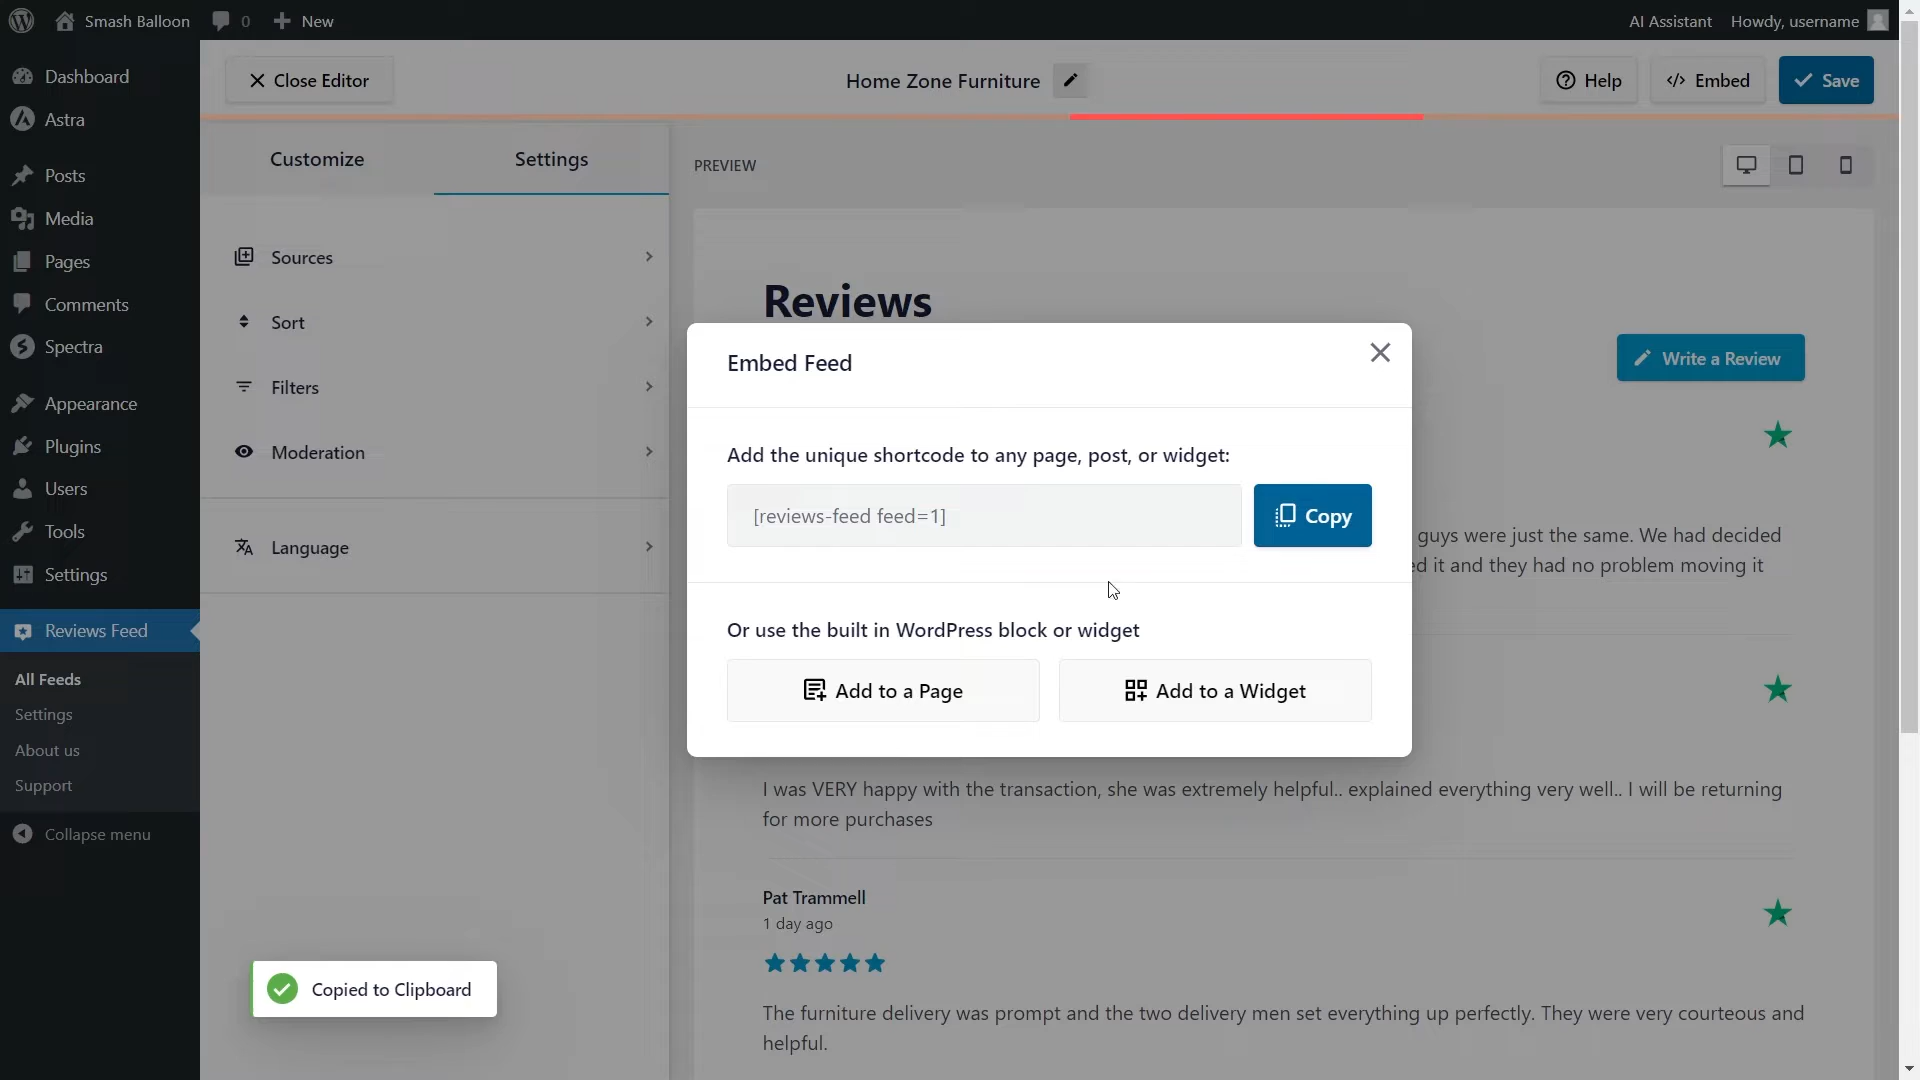 Smash Balloon
0
New
AI Assistant
Howdy, username
Dashboard
Astra
Posts
Media
Pages
Comments
Spectra
Appearance
Plugins
Users
Tools
Settings
Reviews Feed
All Feeds
Settings
About us
Support
Collapse menu
Close Editor
Home Zone Furniture
Help
</> Embed
Save
Customize
Settings
Sources
Sort
Filters
Moderation
Language
PREVIEW
Reviews
Write a Review
Embed Feed
Add the unique shortcode to any page, post, or widget:
[reviews-feed feed=1]
Copy
Or use the built in WordPress block or widget
Add to a Page
Add to a Widget
guys were just the same. We had decided
ed it and they had no problem moving it
I was VERY happy with the transaction, she was extremely helpful.. explained everything very well.. I will be returning
for more purchases
Pat Trammell
1 day ago
The furniture delivery was prompt and the two delivery men set everything up perfectly. They were very courteous and
helpful.
Copied to Clipboard